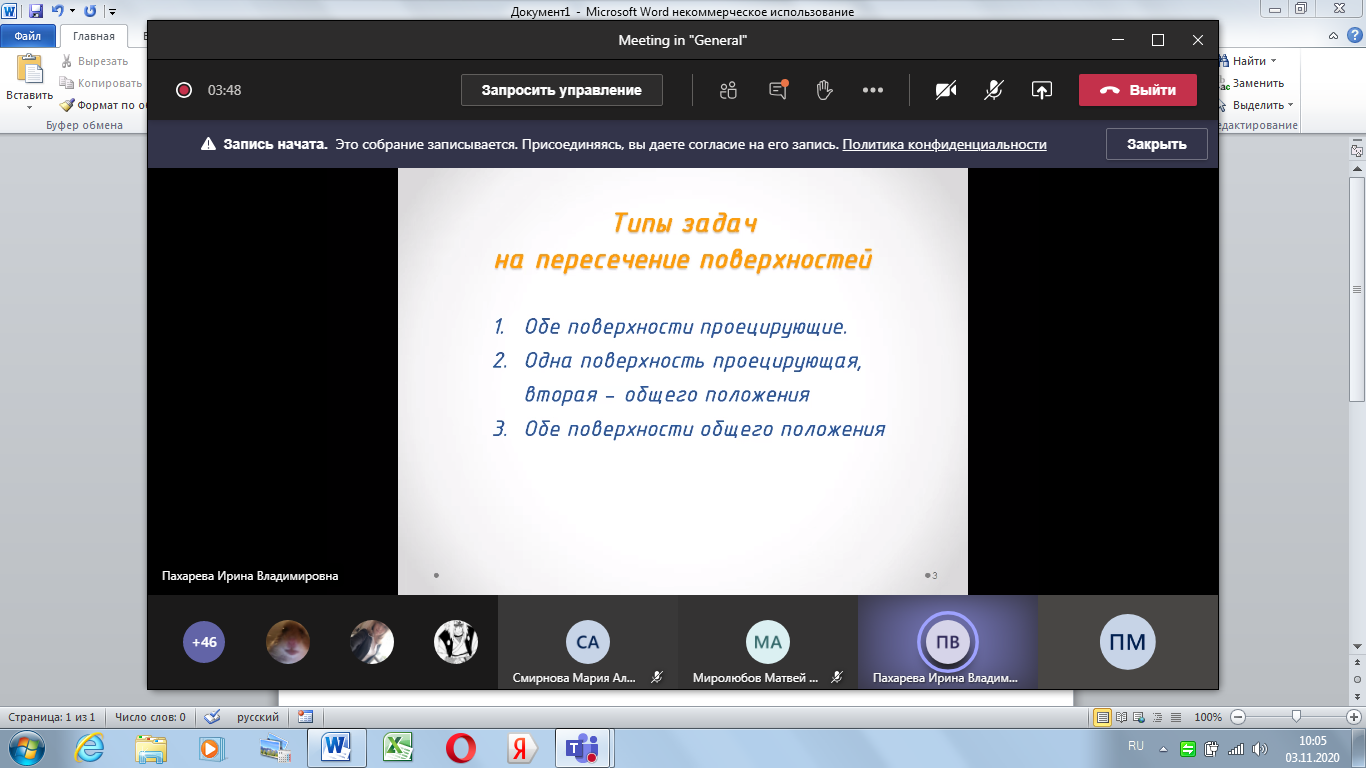 Документ1 - Microsoft Word некоммерческое использование
Файл
Главная
Вырезать
Копировать
Вставить
Буфер обмена
Найти
Заменить
Выделить
Meeting in "General"
03:48
Запросить управление
Выйти
Запись начата. Это собрание записывается. Присоединяясь, вы даете согласие на его запись. Политика конфиденциальности
Закрыть
Типы задач
на пересечение поверхностей
1. Обе поверхности проецирующие.
2. Одна поверхность проецирующая,
вторая – общего положения
3. Обе поверхности общего положения
3
Пахарева Ирина Владимировна
+46
СА
МА
ПВ
ПМ
Смирнова Мария Ал...
Миролюбов Матвей ...
Пахарева Ирина Владим...
Страница: 1 из 1
Число слов: 0
русский
100%
RU
10:05
03.11.2020